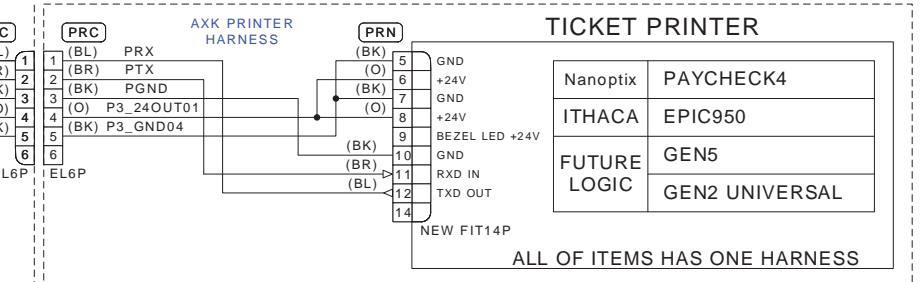 C
PRC
AXK PRINTER
HARNESS
PRN
TICKET PRINTER
1
2
3
4
5
6
L6P
1 (BL) PRX
2 (BR) PTX
3 (BK) PGND
4 (O) P3_24OUT01
5 (BK) P3_GND04
6
EL6P
(BK) 5 GND
(O) 6 +24V
(BK) 7 GND
(O) 8 +24V
9 BEZEL LED +24V
(BK) 10 GND
(BR) 11 RXD IN
(BL) 12 TXD OUT
14
NEW FIT14P
Nanoptix PAYCHECK4
ITHACA EPIC950
FUTURE
LOGIC
GEN5
GEN2 UNIVERSAL
ALL OF ITEMS HAS ONE HARNESS